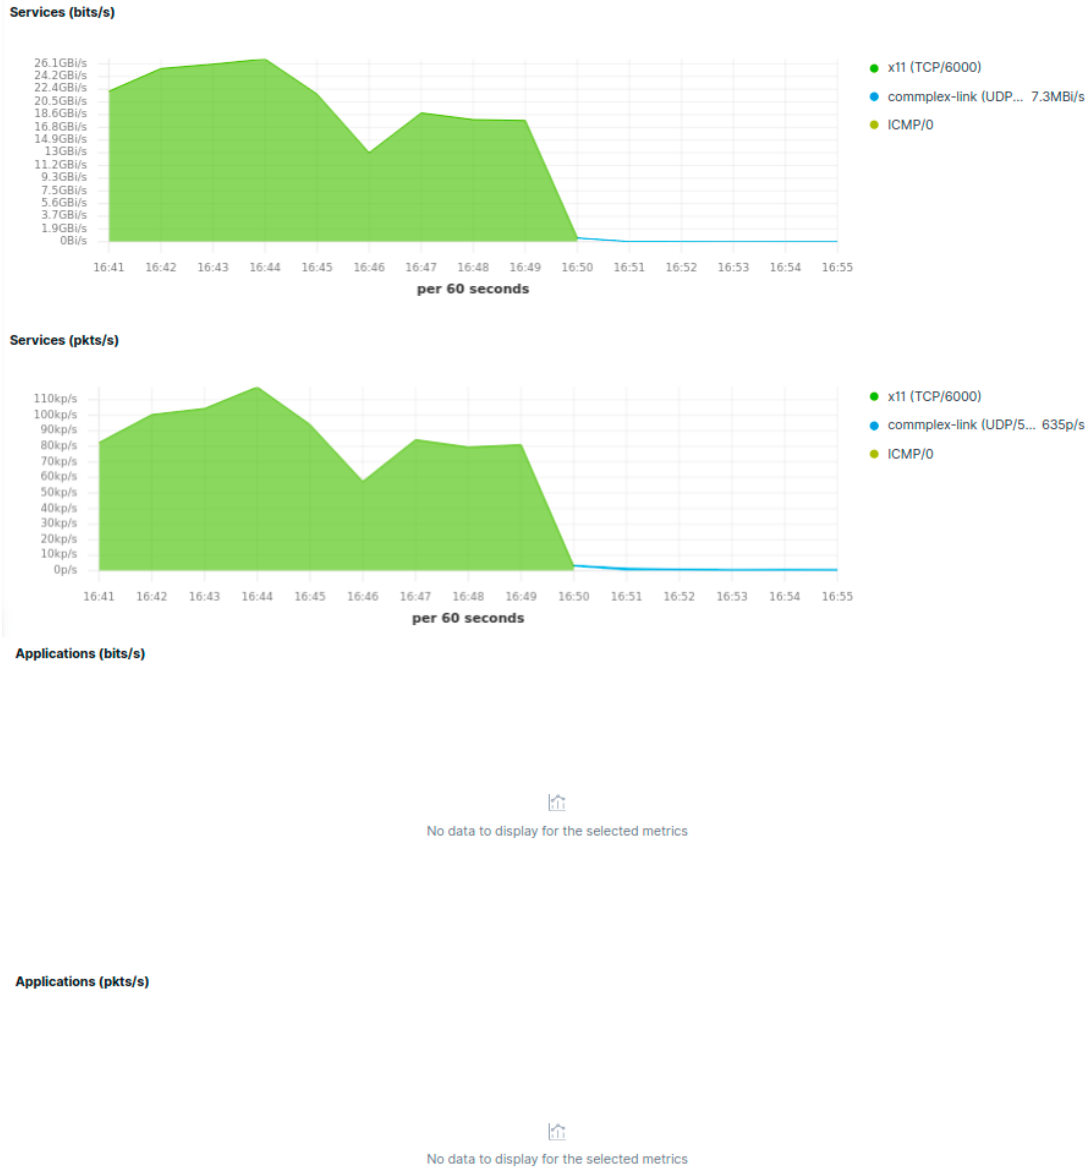 Services (bits/s)
26.1GBi/s
24.2GBi/s
22.4GBi/s
20.5GBi/s
18.6GBi/s
16.8GBi/s
14.9GBi/s
13GBi/s
11.2GBi/s
9.3GBi/s
7.5GBi/s
5.6GBi/s
3.7GBi/s
1.9GBi/s
0Bi/s
16:41 16:42 16:43 16:44 16:45 16:46 16:47 16:48 16:49 16:50 16:51 16:52 16:53 16:54 16:55
per 60 seconds
x11 (TCP/6000)
commplex-link (UDP... 7.3MBi/s
ICMP/0
Services (pkts/s)
110kp/s
100kp/s
90kp/s
80kp/s
70kp/s
60kp/s
50kp/s
40kp/s
30kp/s
20kp/s
10kp/s
0p/s
16:41 16:42 16:43 16:44 16:45 16:46 16:47 16:48 16:49 16:50 16:51 16:52 16:53 16:54 16:55
per 60 seconds
x11 (TCP/6000)
commplex-link (UDP/5... 635p/s
ICMP/0
Applications (bits/s)
No data to display for the selected metrics
Applications (pkts/s)
No data to display for the selected metrics